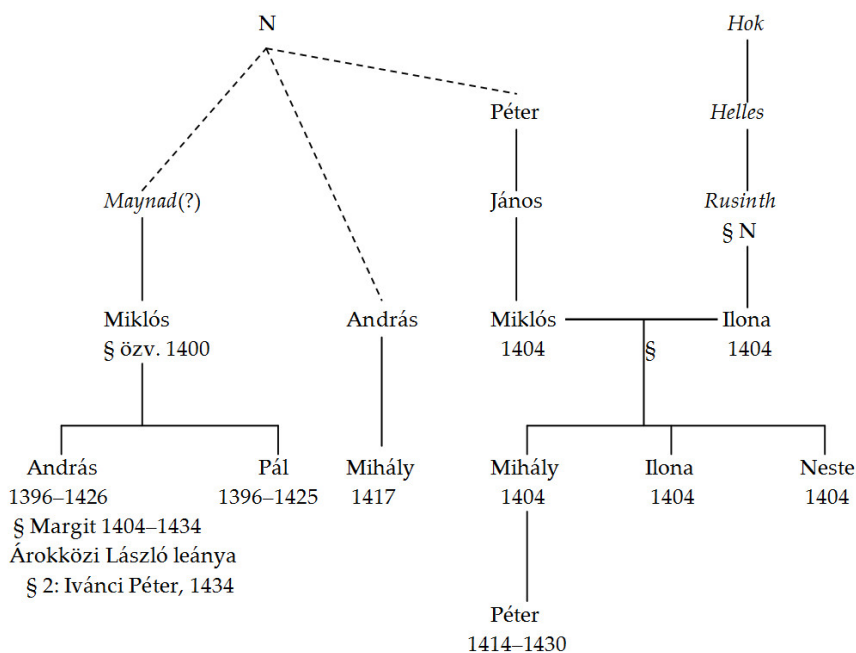 N
Hok
Péter
Helles
Maynad(?)
János
Rusinth
§ N
Miklós
§ özv. 1400
András
Miklós
1404
§
Ilona
1404
András
1396–1426
§ Margit 1404–1434
Árokközi László leánya
§ 2: Ivánci Péter, 1434
Pál
1396–1425
Mihály
1417
Mihály
1404
Ilona
1404
Neste
1404
Péter
1414–1430